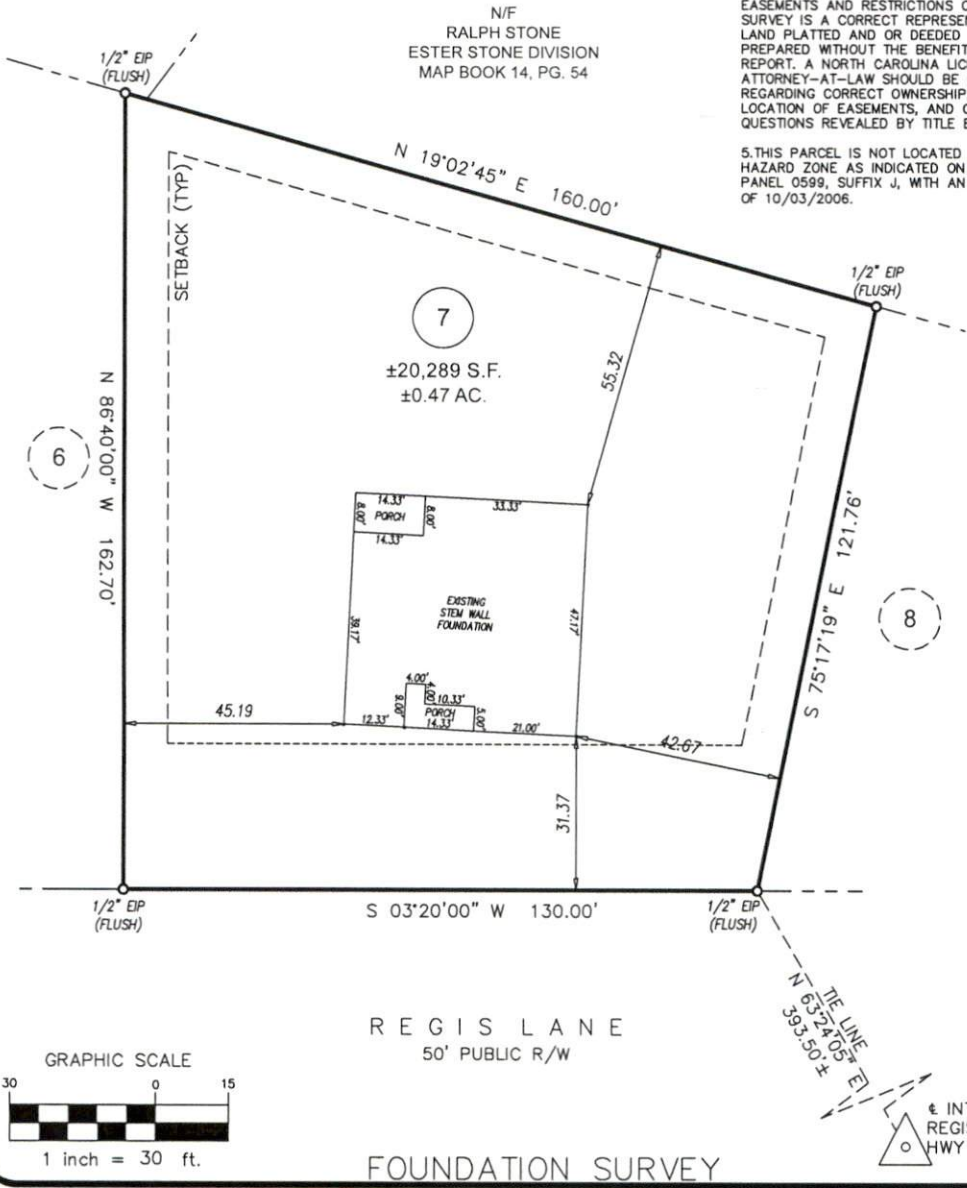 N/F
RALPH STONE
ESTER STONE DIVISION
MAP BOOK 14, PG. 54
EASEMENTS AND RESTRICTIONS
SURVEY IS A CORRECT
LAND PLATTED AND OR DEEDED
PREPARED WITHOUT THE BENEFIT
REPORT. A NORTH CAROLINA
ATTORNEY-AT-LAW SHOULD BE
REGARDING CORRECT OWNERSHIP
LOCATION OF EASEMENTS, AND
QUESTIONS REVEALED BY TITLE
5.THIS PARCEL IS NOT LOCATED
HAZARD ZONE AS INDICATED ON
PANEL 0599, SUFFIX J, WITH AN
OF 10/03/2006.
1/2" EIP
(FLUSH)
N 19°02'45" E 160.00'
SETBACK (TYP)
1/2" EIP
(FLUSH)
7
±20,289 S.F.
±0.47 AC.
55.32
N 86°40'00" W 162.70'
6
S 75°17'19" E 121.76'
8
14.33'
33.33'
8.00'
PORCH
8.00'
14.33'
EXISTING
STEM WALL
FOUNDATION
47.17'
39.17'
4.00'
4.00'
10.33'
9.00'
PORCH
5.00'
45.19
12.33'
14.33'
21.00'
42.67
31.37
1/2" EIP
(FLUSH)
S 03°20'00" W 130.00'
1/2" EIP
(FLUSH)
TIE LINE
N 63°24'05" E
393.50'±
REGIS LANE
50' PUBLIC R/W
GRAPHIC SCALE
30 0 15
1 inch = 30 ft.
HWY
FOUNDATION SURVEY